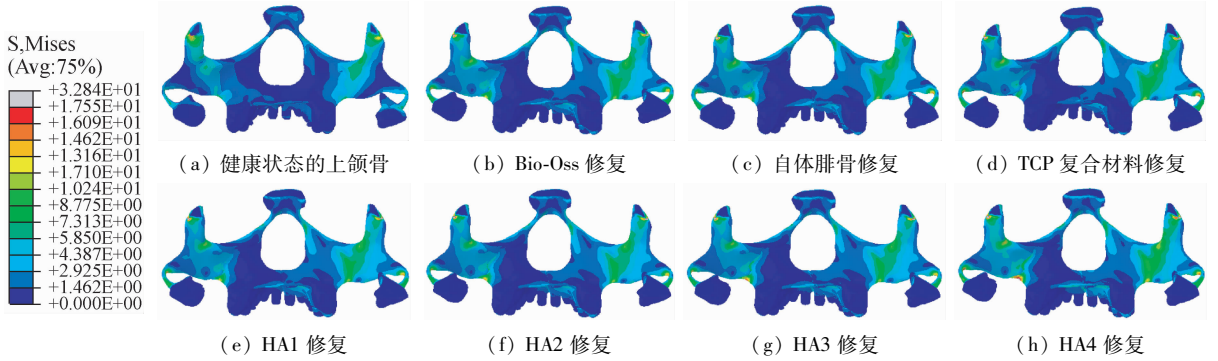 S,Mises
(Avg:75%)
+3.284E+01
+1.755E+01
+1.609E+01
+1.462E+01
+1.316E+01
+1.710E+01
+1.024E+01
+8.775E+00
+7.313E+00
+5.850E+00
+4.387E+00
+2.925E+00
+1.462E+00
+0.000E+00
(a) 健康状态的上颌骨
(b) Bio-Oss 修复
(c) 自体腓骨修复
(d) TCP 复合材料修复
(e) HA1 修复
(f) HA2 修复
(g) HA3 修复
(h) HA4 修复